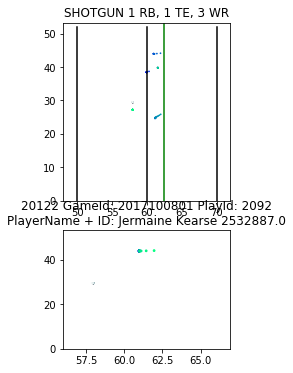 SHOTGUN 1 RB, 1 TE, 3 WR
50
40
30
20
10
0
50 55 60 65 70
20122 GameId: 2017100801 PlayId: 2092
PlayerName + ID: Jermaine Kearse 2532887.0
40
20
0
57.5 60.0 62.5 65.0